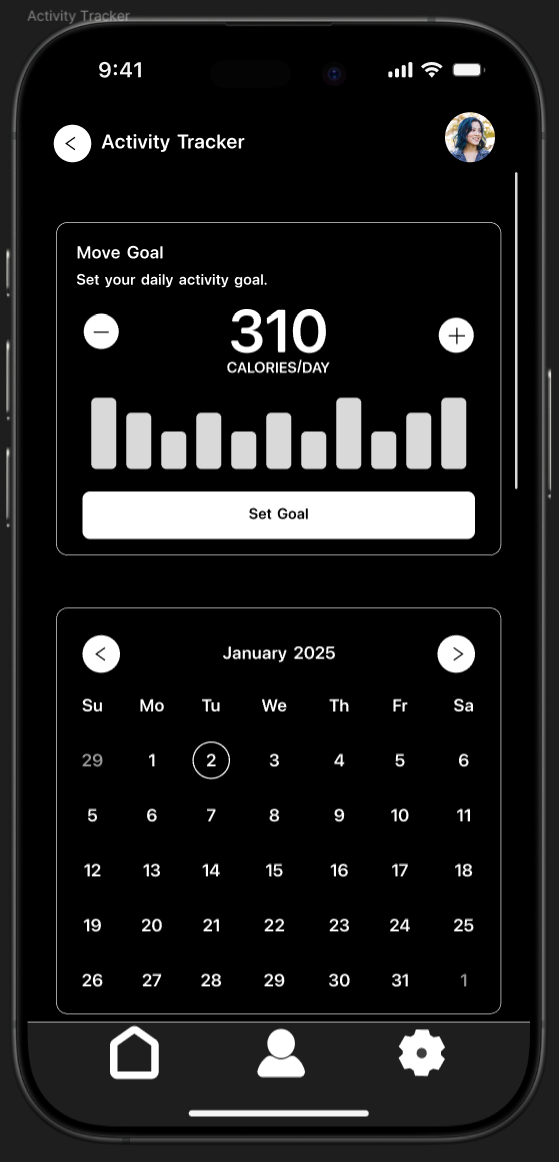 Activity Tracker
9:41
Activity Tracker
Move Goal
Set your daily activity goal.
310
CALORIES/DAY
Set Goal
January 2025
Su Mo Tu We Th Fr Sa
29 1 2 3 4 5 6
5 6 7 8 9 10 11
12 13 14 15 16 17 18
19 20 21 22 23 24 25
26 27 28 29 30 31 1